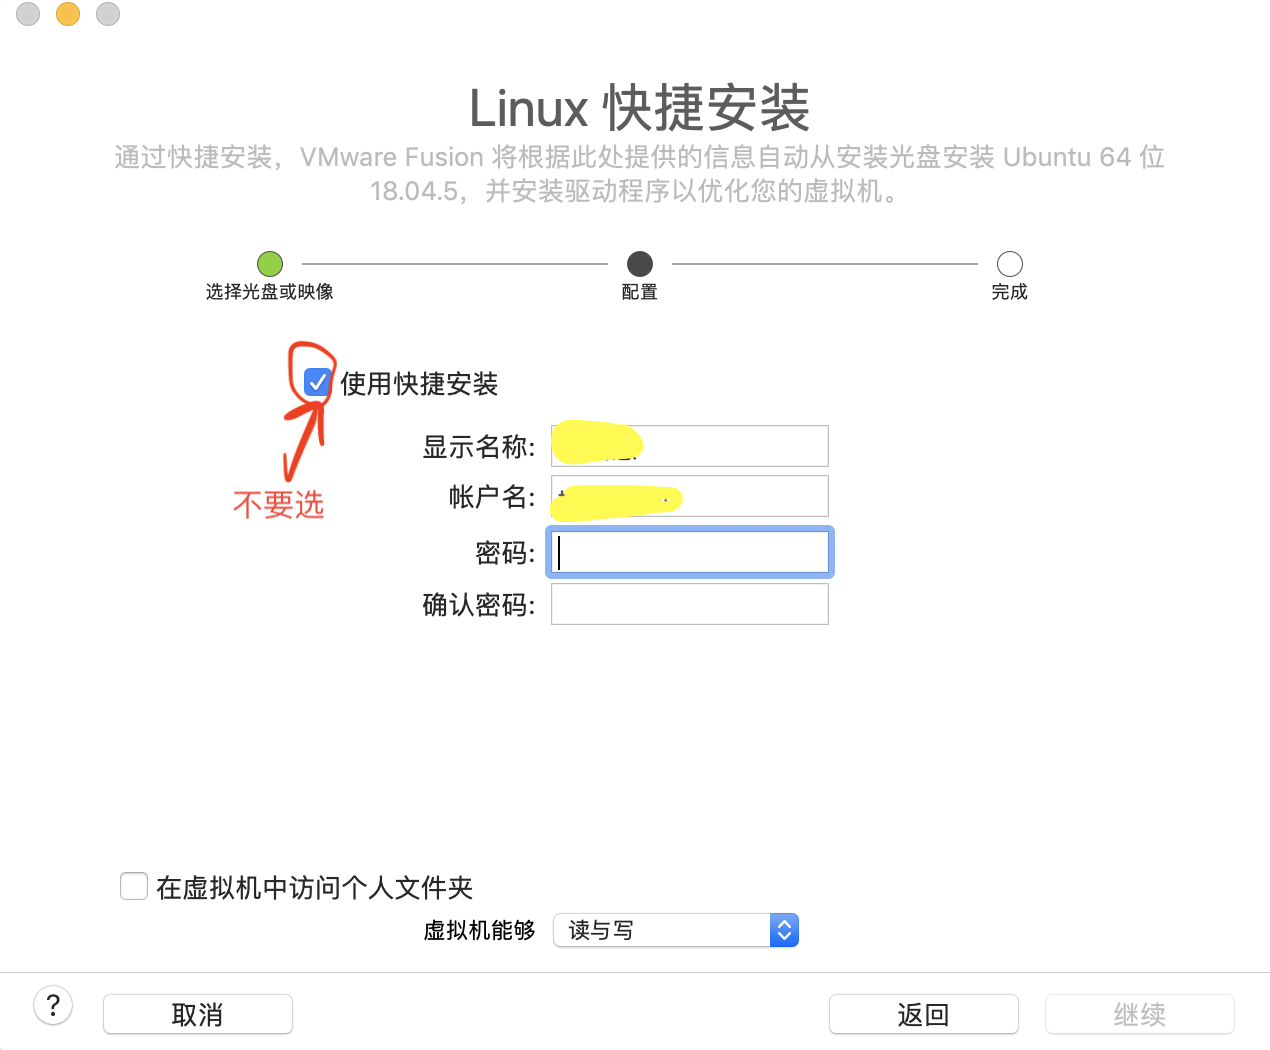 Linux 快捷安装
通过快捷安装，VMware Fusion 将根据此处提供的信息自动从安装光盘安装 Ubuntu 64 位
18.04.5，并安装驱动程序以优化您的虚拟机。
选择光盘或映像
配置
完成
使用快捷安装
显示名称:
帐户名:
不要选
密码:
确认密码:
在虚拟机中访问个人文件夹
虚拟机能够 读与写
? 取消 返回 继续